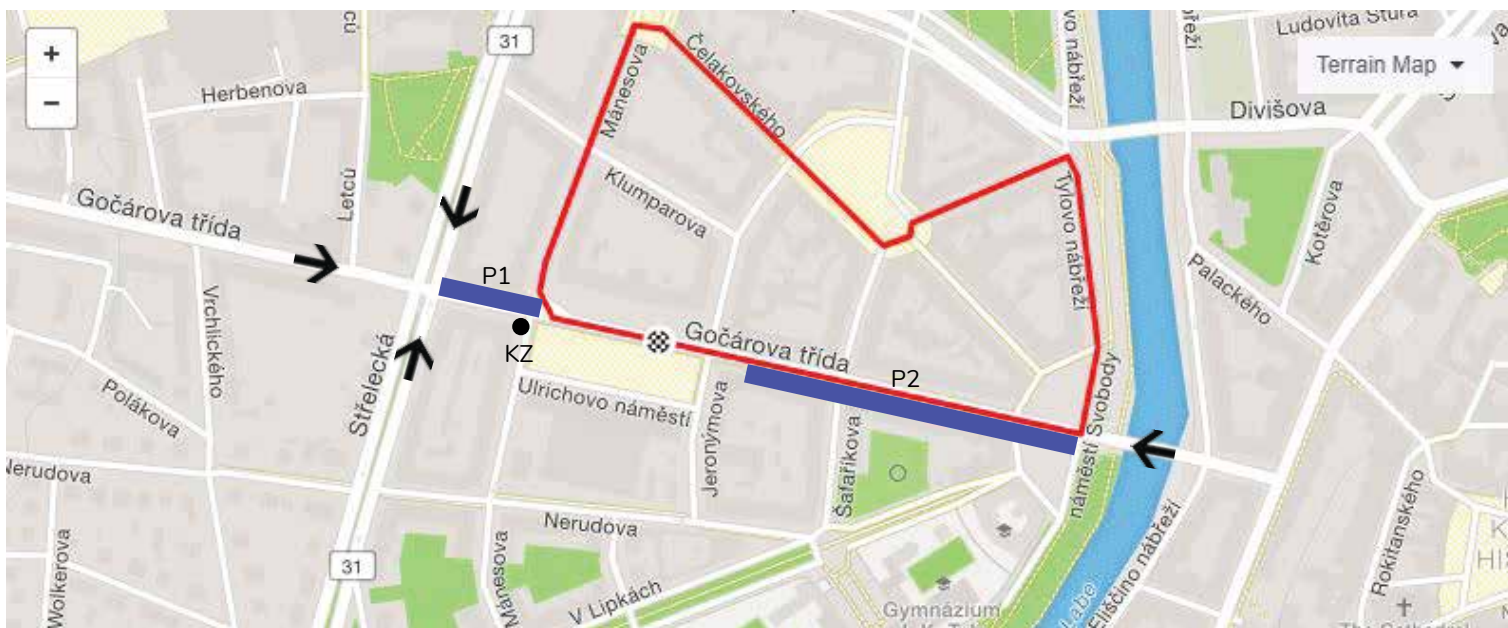 +
−
31
Terrain Map
Ludovíta Štúra
Čelakovského
Mánesova
Herbenova
Divišova
Letců
Klumparova
Tylovo nábřeží
Kotěrova
Gočárova třída
Palackého
P1
Vrchlického
KZ
Gočárova třída
P2
Střelecká
Ulrichovo náměstí
Polákova
Jeronýmova
Šafaříkova
náměstí Svobody
Nerudova
Nerudova
Rokitanského
Eliščino nábřeží
Labe
Mánesova
31
Wolkerova
V Lipkách
Gymnázium